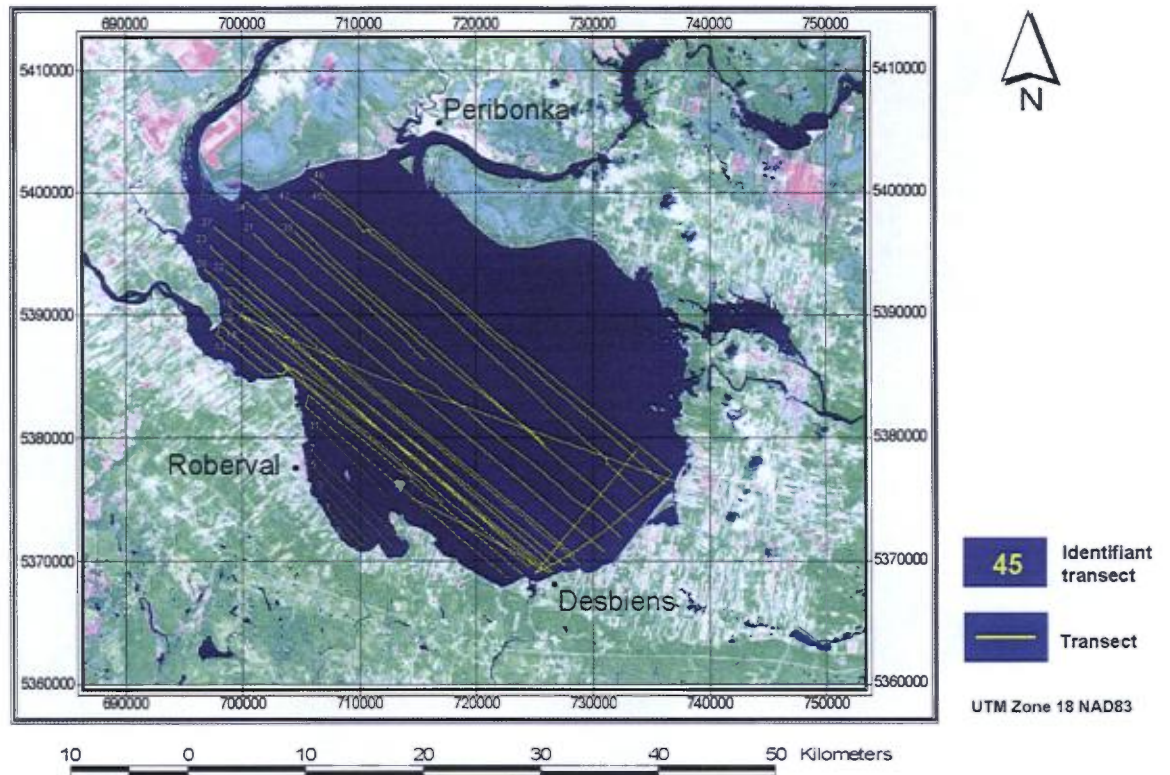 690000 700000 710000 720000 730000 740000 750000
5410000 5410000
N
Peribonka
5400000 5400000
5390000 5390000
5380000 5380000
Roberval
5370000 5370000
Desbiens
45 Identifiant
transect
Transect
5360000 5360000
690000 700000 710000 720000 730000 740000 750000
UTM Zone 18 NAD83
10 0 10 20 30 40 50 Kilometers